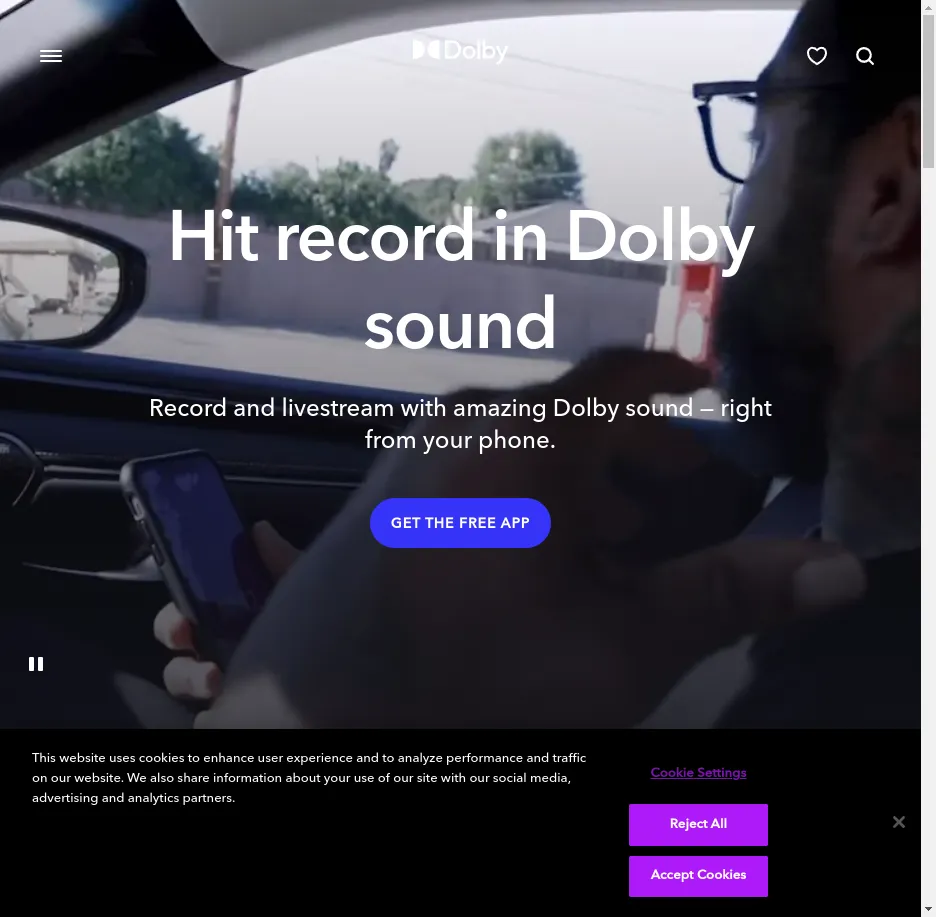 Dolby
Hit record in Dolby
sound
Record and livestream with amazing Dolby sound — right
from your phone.
GET THE FREE APP
This website uses cookies to enhance user experience and to analyze performance and traffic
on our website. We also share information about your use of our site with our social media,
advertising and analytics partners.
Cookie Settings
Reject All
Accept Cookies